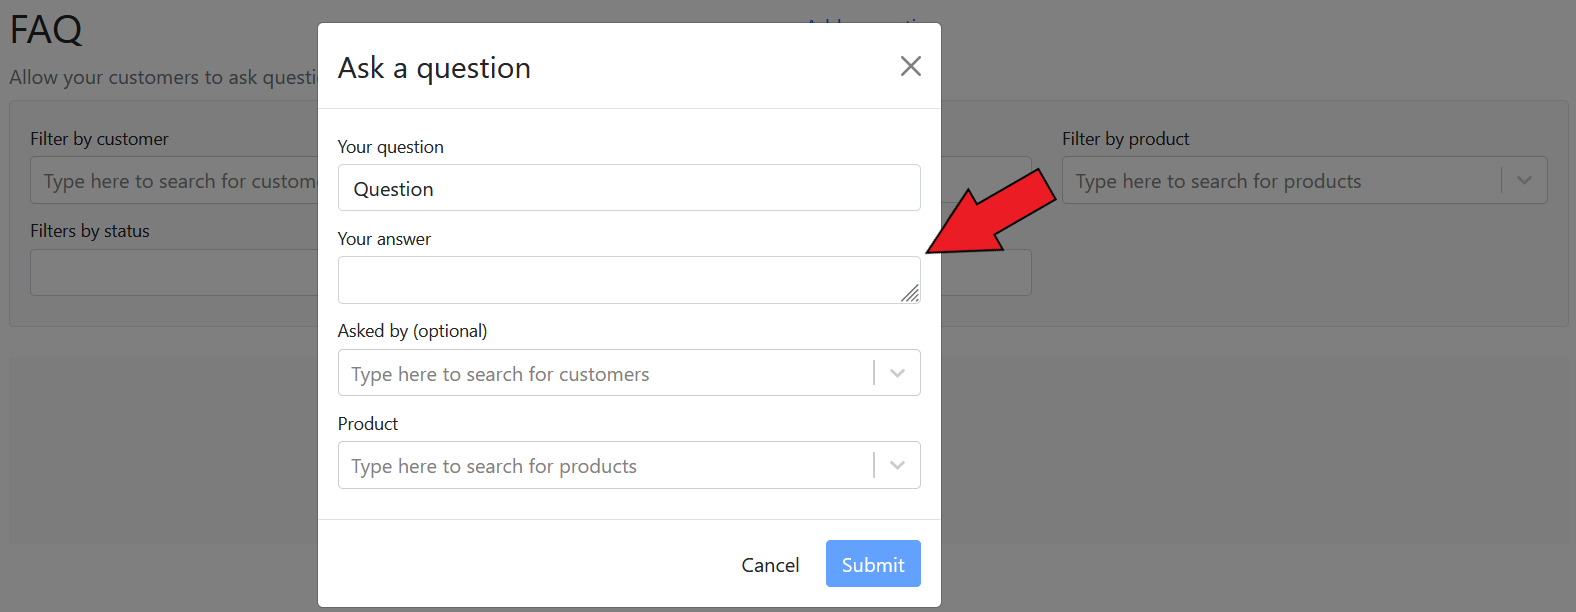 FAQ
Allow your customers to ask
Filter by customer
Type here to search for
Filters by status
Filter by product
Type here to search for products
Ask a question
Your question
Question
Your answer
Asked by (optional)
Type here to search for customers
Product
Type here to search for products
Cancel
Submit